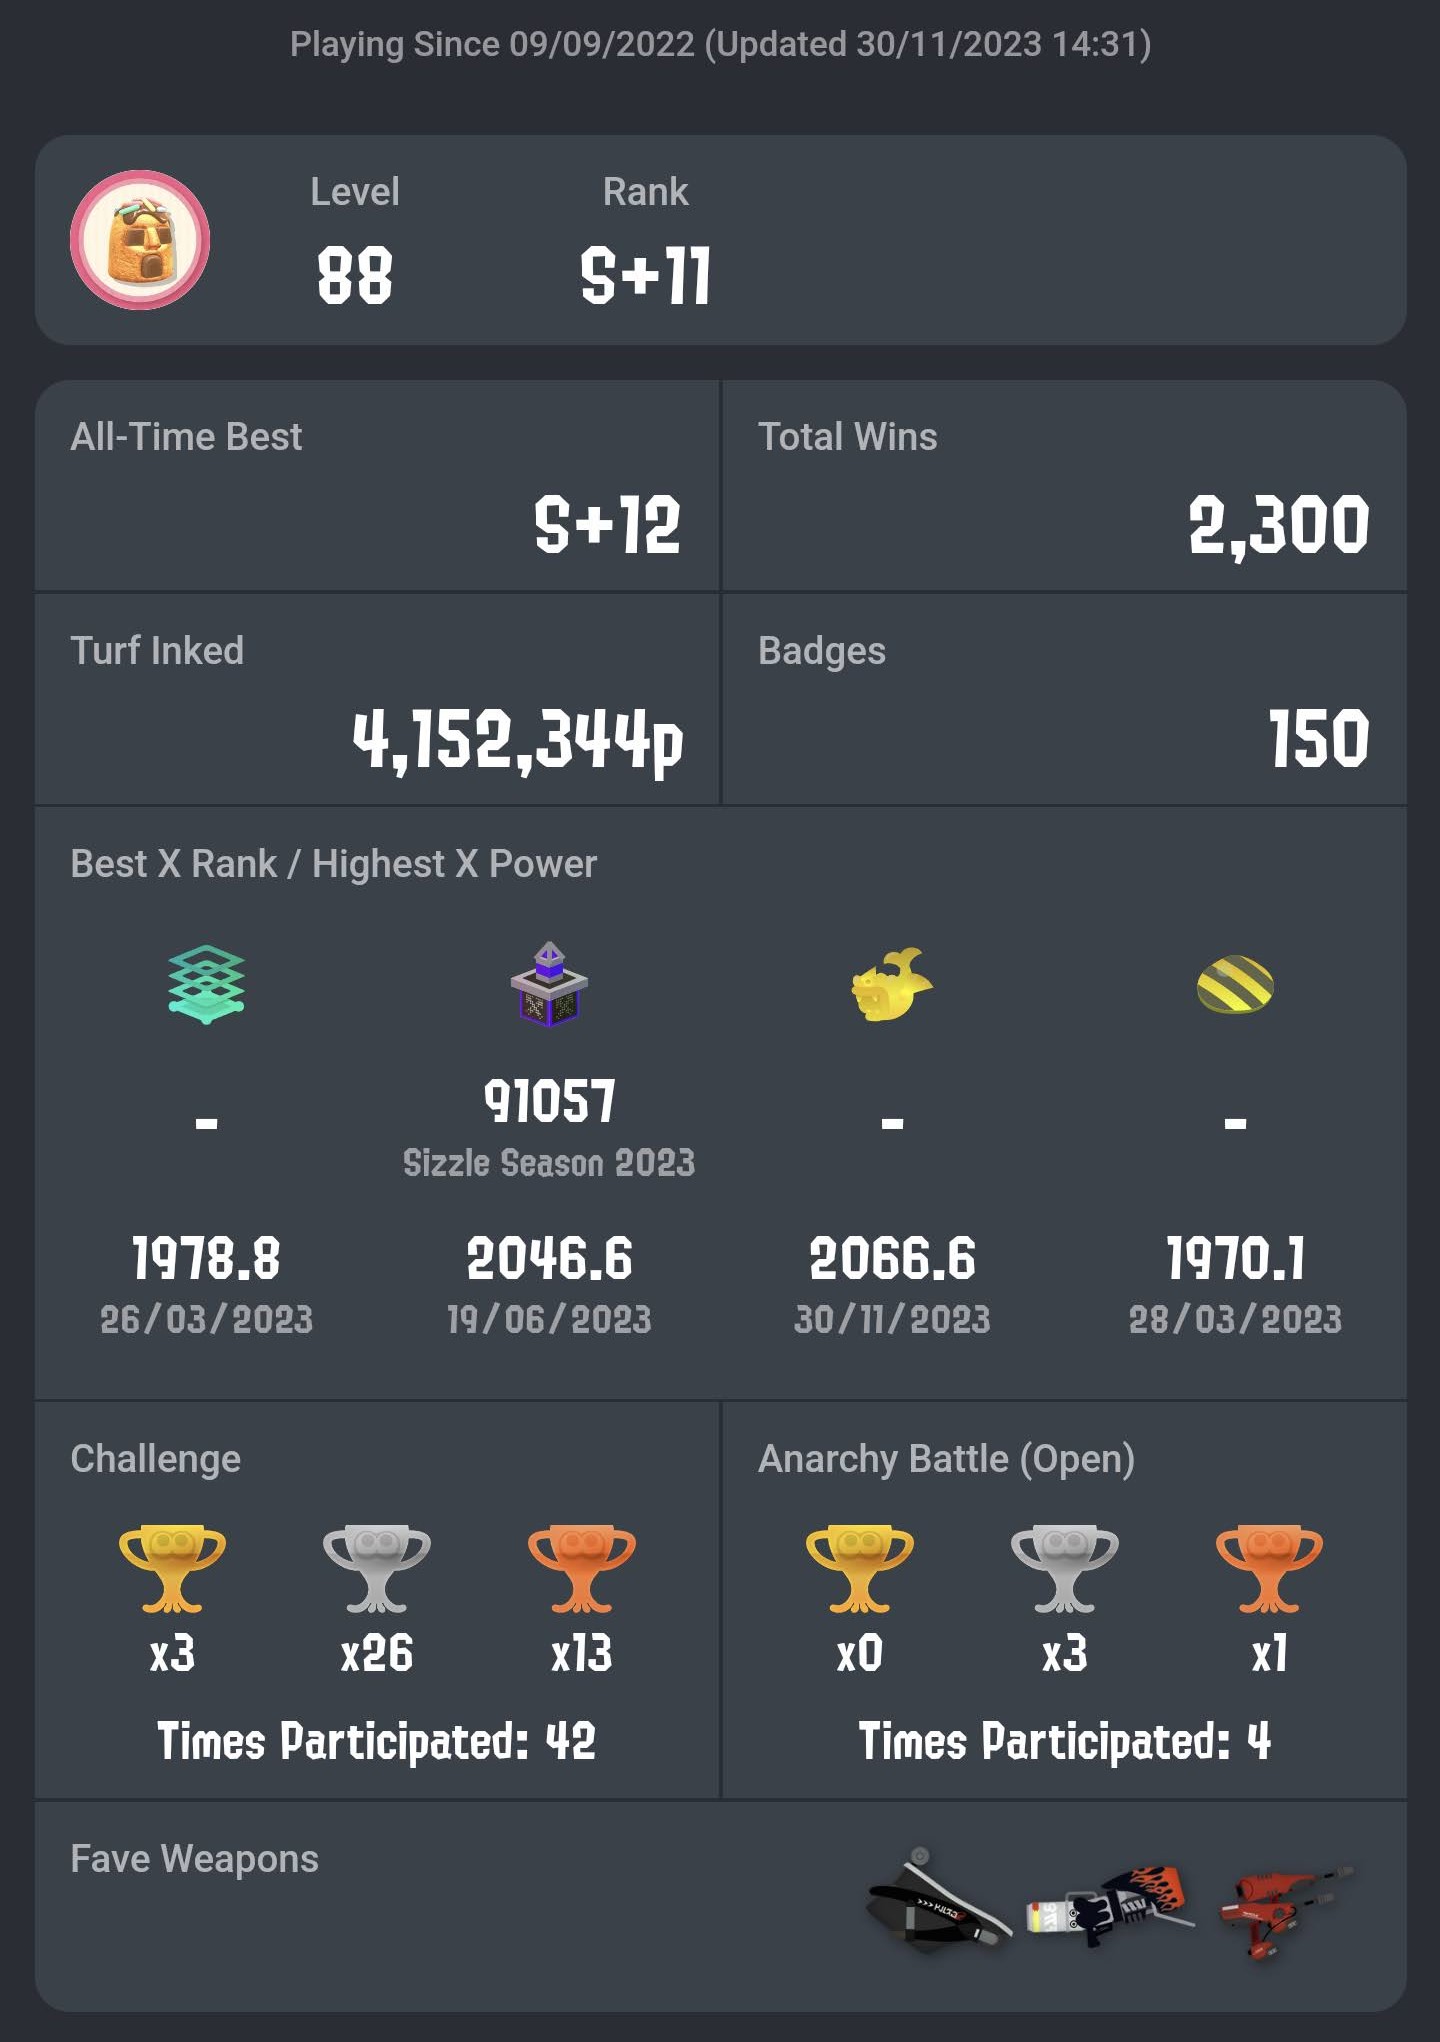 Playing Since 09/09/2022 (Updated 30/11/2023 14:31)
Level
Rank
88
S+11
All-Time Best
Total Wins
S+12
2,300
Turf Inked
Badges
4,152,344p
150
Best X Rank / Highest X Power
-
91057
-
-
Sizzle Season 2023
1978.8
2046.6
2066.6
1970.1
26/03/2023
19/06/2023
30/11/2023
28/03/2023
Challenge
Anarchy Battle (Open)
x3
x26
x13
x0
x3
x1
Times Participated: 42
Times Participated: 4
Fave Weapons